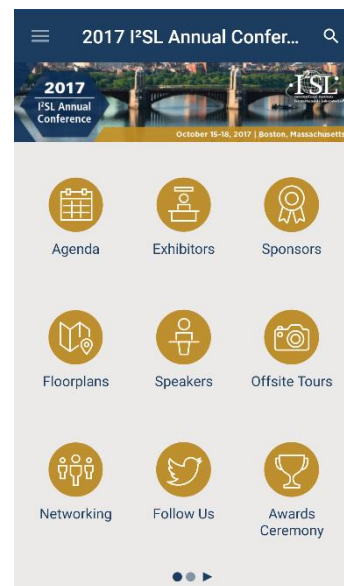 2017 I²SL Annual Confer...
2017
I²SL Annual
Conference
I²SL
October 15-18, 2017 | Boston, Massachusetts
Agenda
Exhibitors
Sponsors
Floorplans
Speakers
Offsite Tours
Networking
Follow Us
Awards
Ceremony